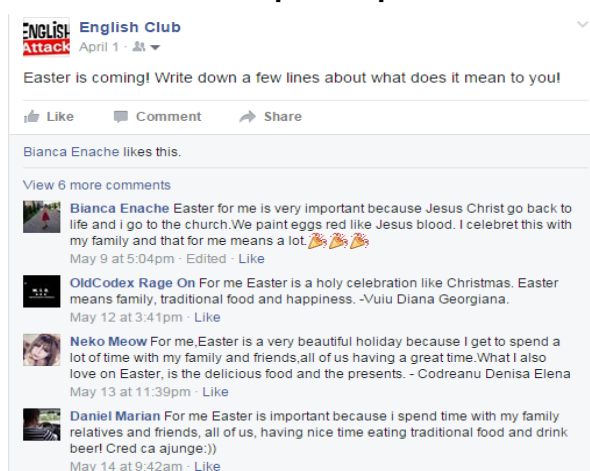 ENGLISH
Attack
English Club
April 1
Easter is coming! Write down a few lines about what does it mean to you!
Like Comment Share
Bianca Enache likes this.
View 6 more comments
Bianca Enache Easter for me is very important because Jesus Christ go back to
life and i go to the church.We paint eggs red like Jesus blood. I celebret this with
my family and that for me means a lot.
May 9 at 5:04pm · Edited · Like
OldCodex Rage On For me Easter is a holy celebration like Christmas. Easter
means family, traditional food and happiness. -Vuiu Diana Georgiana.
May 12 at 3:41pm · Like
Neko Meow For me,Easter is a very beautiful holiday because I get to spend a
lot of time with my family and friends,all of us having a great time.What I also
love on Easter, is the delicious food and the presents. - Codreanu Denisa Elena
May 13 at 11:39pm · Like
Daniel Marian For me Easter is important because i spend time with my family
relatives and friends, all of us, having nice time eating traditional food and drink
beer! Cred ca ajunge:))
May 14 at 9:42am · Like